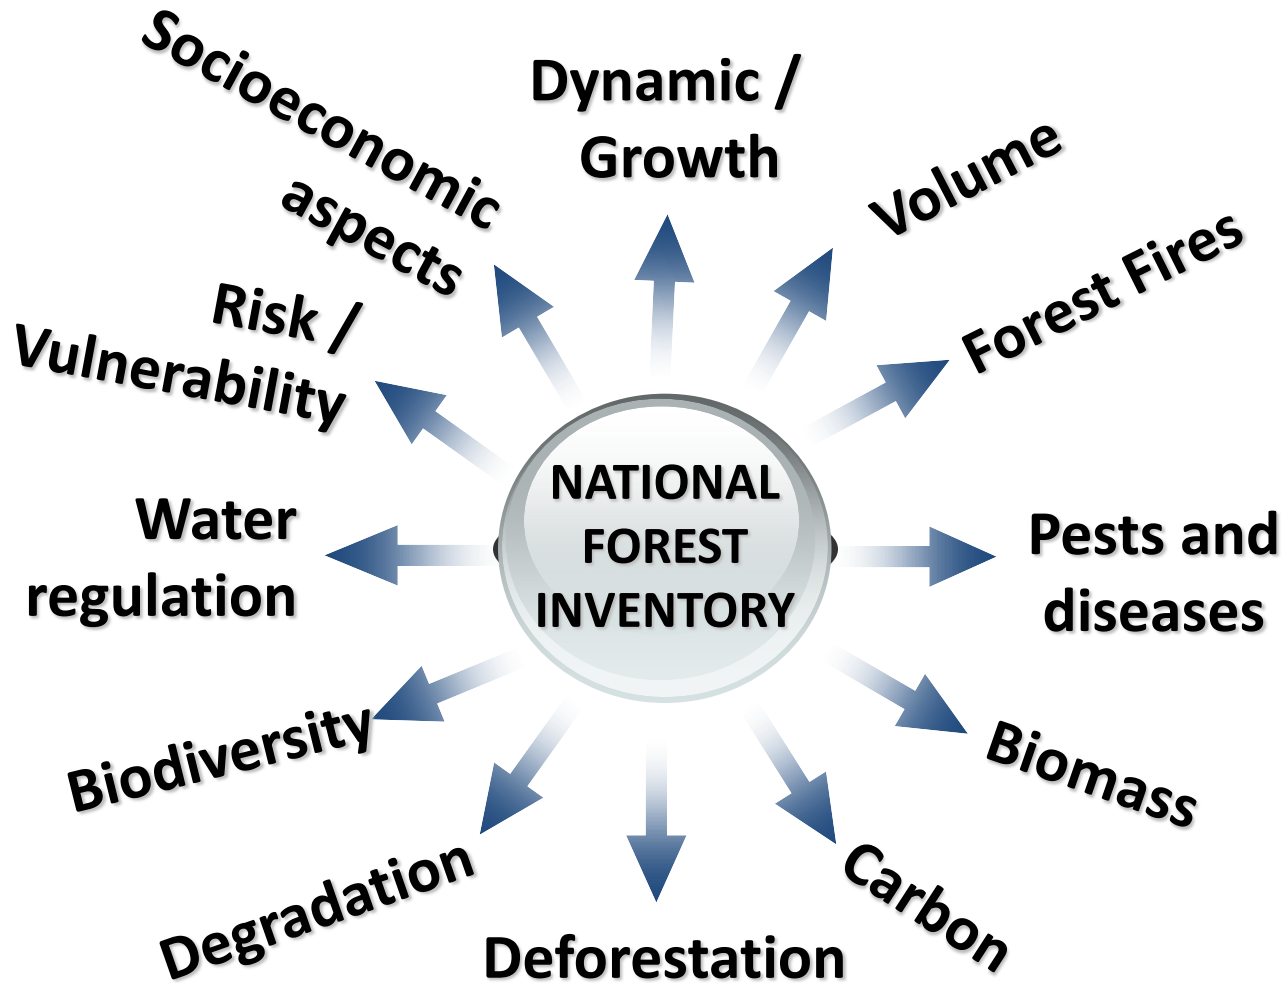 Socioeconomic
aspects
Dynamic /
Growth
Volume
Forest Fires
Risk /
Vulnerability
NATIONAL
FOREST
INVENTORY
Water
regulation
Pests and
diseases
Biodiversity
Biomass
Degradation
Carbon
Deforestation